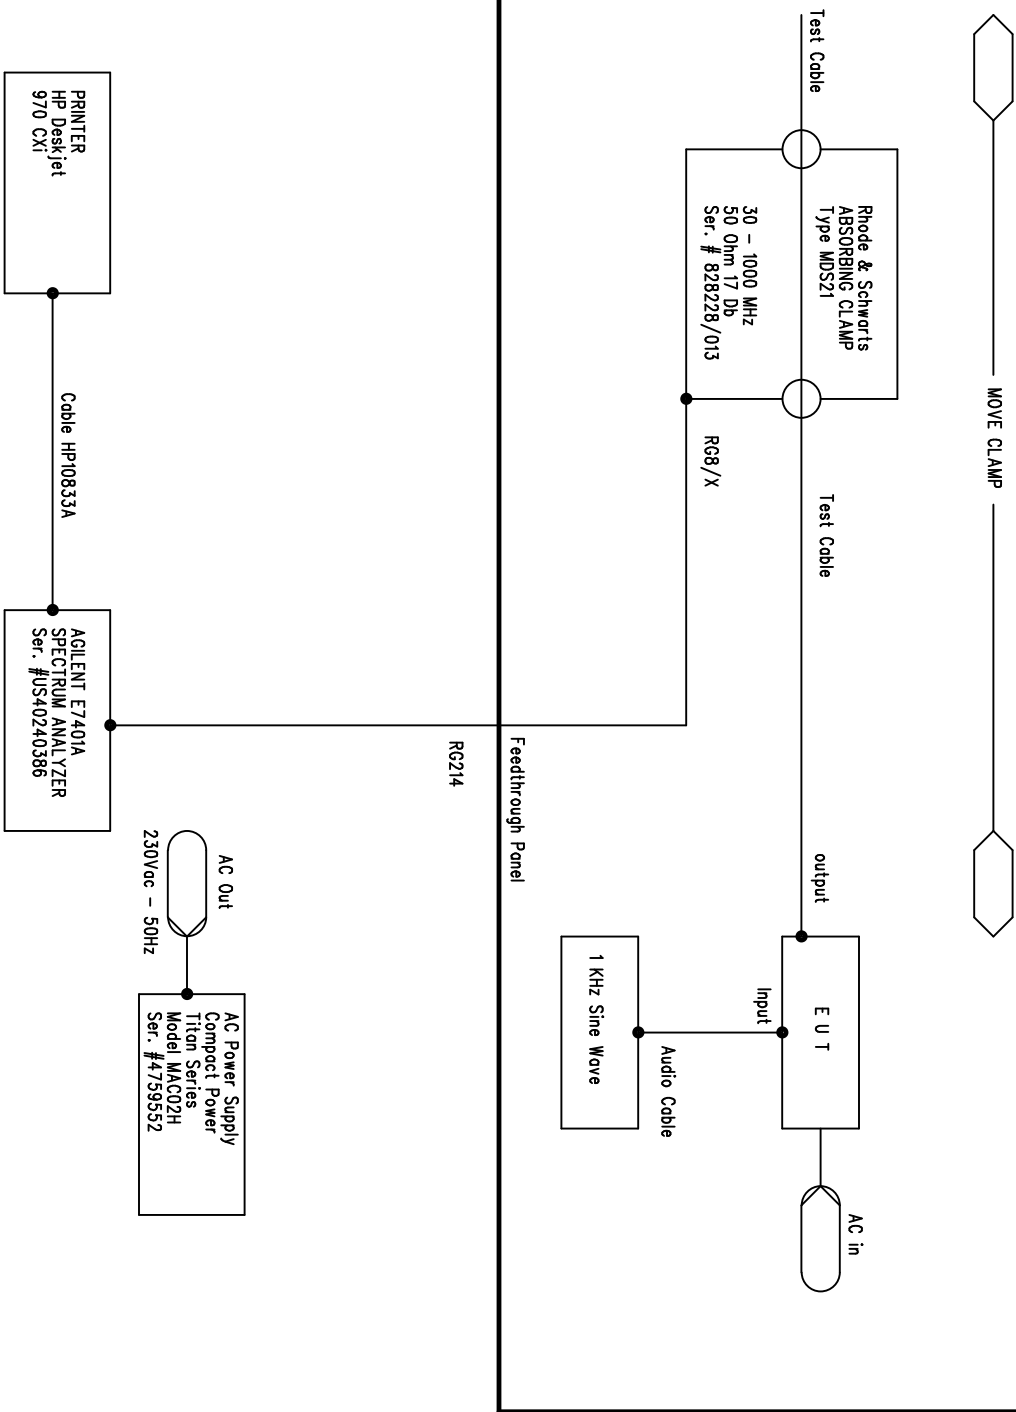 MOVE CLAMP
Test Cable
Rhode & Schwarts
ABSORBING CLAMP
Type MDS21
30 - 1000 MHz
50 Ohm 17 Db
Ser. # 828228/013
RG8/X
Test Cable
output
E U T
Input
AC in
Audio Cable
1 KHz Sine Wave
Feedthrough Panel
RG214
PRINTER
HP Deskjet
970 CXi
Cable HP10833A
AGILENT E7401A
SPECTRUM ANALYZER
Ser. #US40240386
AC Out
230Vac - 50Hz
AC Power Supply
Compact Power
Titan Series
Model MAC02H
Ser. #4759552